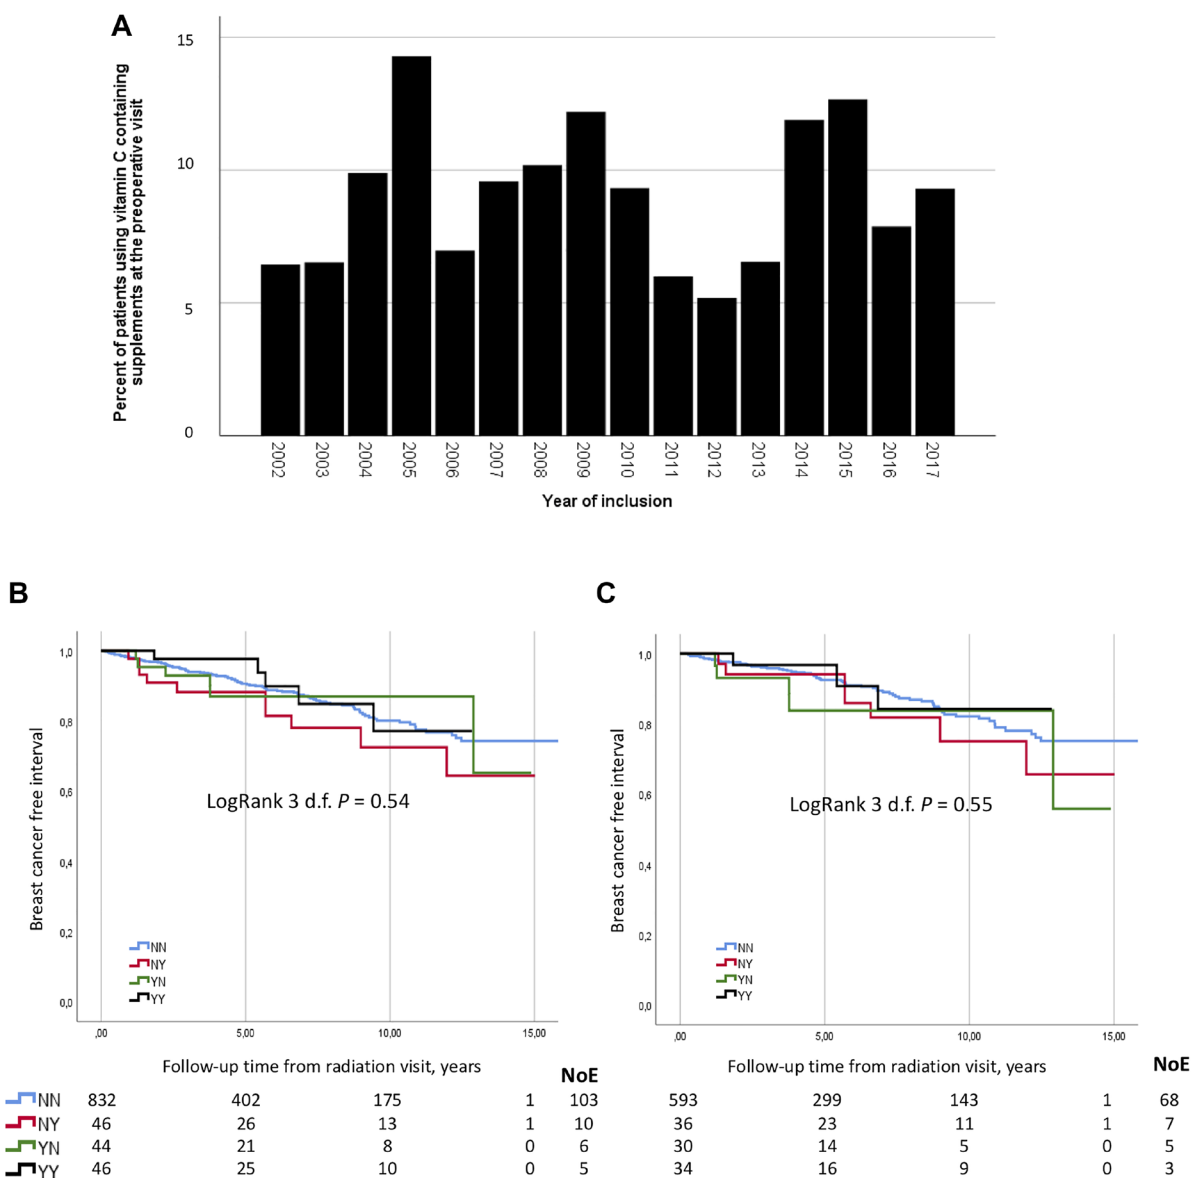 A
Percent of patients using vitamin C containing
supplements at the preoperative visit
15
10
5
0
2002 2003 2004 2005 2006 2007 2008 2009 2010 2011 2012 2013 2014 2015 2016 2017
Year of inclusion
B
Breast cancer free interval
1,0
0,8
0,6
0,4
0,2
0,0
LogRank 3 d.f. P = 0.54
NN
NY
YN
YY
,00 5,00 10,00 15,00
Follow-up time from radiation visit, years
NoE
NN 832 402 175 1 103
NY 46 26 13 1 10
YN 44 21 8 0 6
YY 46 25 10 0 5
C
Breast cancer free interval
1,0
0,8
0,6
0,4
0,2
0,0
LogRank 3 d.f. P = 0.55
NN
NY
YN
YY
,00 5,00 10,00 15,00
Follow-up time from radiation visit, years
NoE
593 299 143 1 68
36 23 11 1 7
30 14 5 0 5
34 16 9 0 3